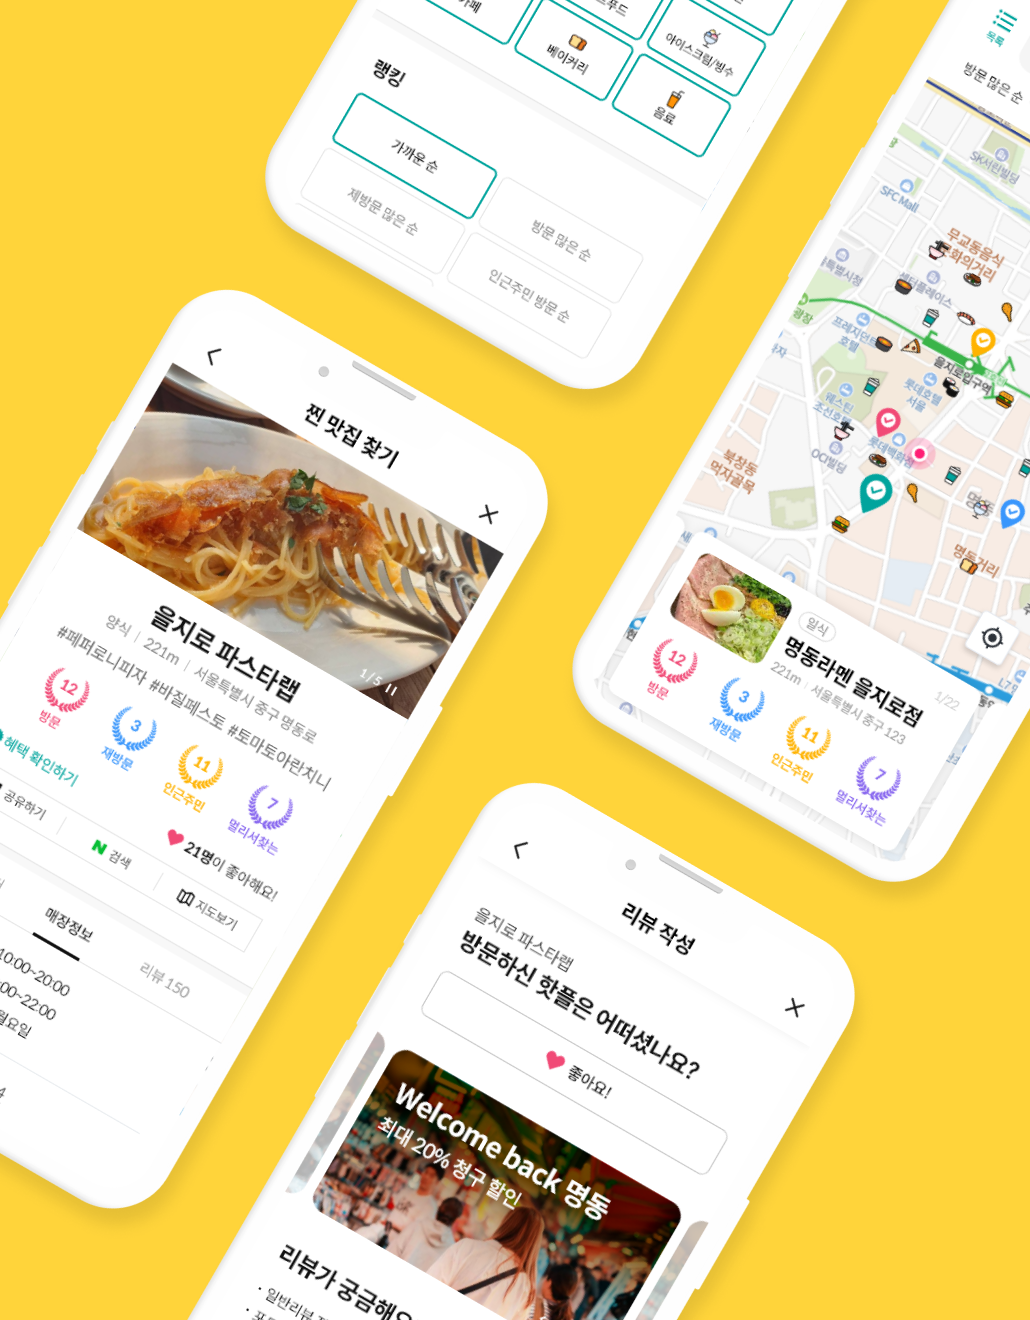 카페
푸드
베이커리
아이스크림/빙수
음료
랭킹
가까운 순
방문 많은 순
제방문 많은 순
인근주민 방문 순
목록
방문 많은 순
SK서린빌딩
SFC Mall
무교동음식
특별시청
센터플레이스
광장
프레지던트
호텔
을지로입구역
롯데호텔
서울
웨스틴
조선호텔
롯데백화점
OCI빌딩
북창동
먹자골목
명동
명동거리
일식
명동라멘 을지로점
1/22
221m | 서울특별시 중구 123
12
방문
3
재방문
11
인근주민
7
멀리서찾는
찐 맛집 찾기
1/5
을지로 파스타랩
양식 | 221m | 서울특별시 중구 명동로
#페퍼로니피자 #바질페스토 #토마토아란치니
12
방문
3
재방문
11
인근주민
7
멀리서찾는
혜택 확인하기
21명이 좋아해요!
공유하기
검색
지도보기
매장정보
리뷰 150
10:00~20:00
:00~22:00
월요일
리뷰 작성
을지로 파스타랩
방문하신 핫플은 어떠셨나요?
좋아요!
Welcome back 명동
최대 20% 청구 할인
리뷰가 궁금해요
· 일반리뷰